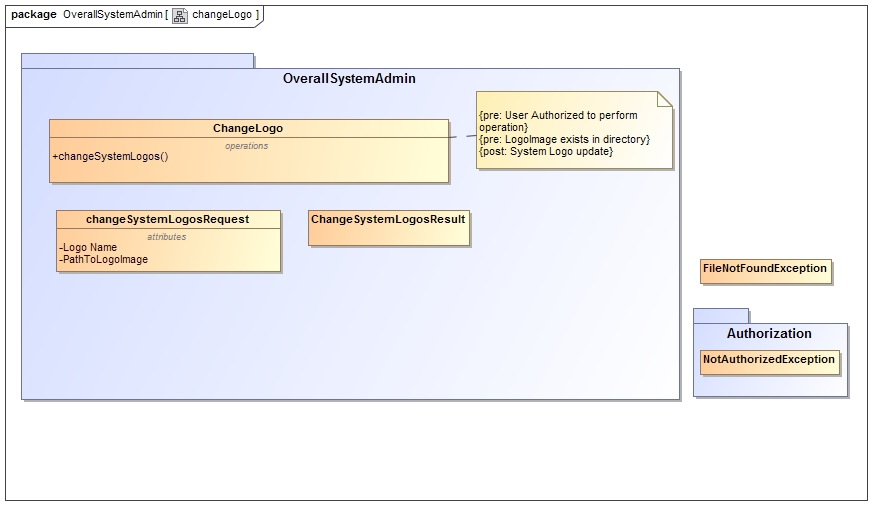 package OverallSystemAdmin [ changeLogo ]
OverallSystemAdmin
ChangeLogo
operations
+changeSystemLogos()
{pre: User Authorized to perform
operation}
{pre: LogoImage exists in directory}
{post: System Logo update}
changeSystemLogosRequest
attributes
-Logo Name
-PathToLogoImage
ChangeSystemLogosResult
FileNotFoundException
Authorization
NotAuthorizedException